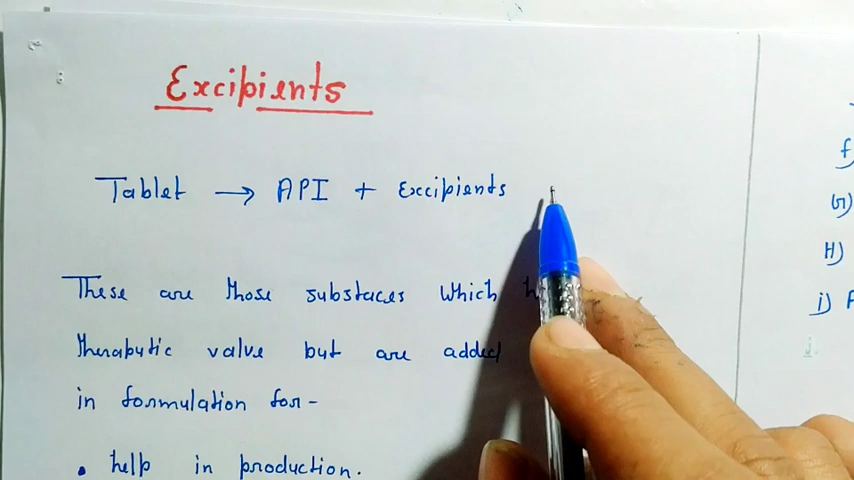 Excipients
Tablet → API + Excipients
These are those substaces which
therabutic value but are added
in formulation for-
• help in production.
f)
G)
H)
i)
j.